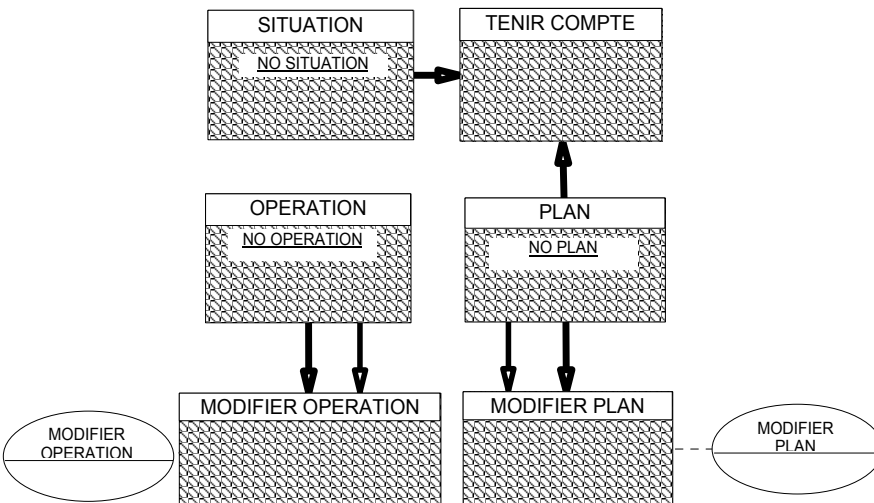 SITUATION
NO SITUATION
TENIR COMPTE
OPERATION
NO OPERATION
PLAN
NO PLAN
MODIFIER OPERATION
MODIFIER PLAN
MODIFIER
OPERATION
MODIFIER
PLAN